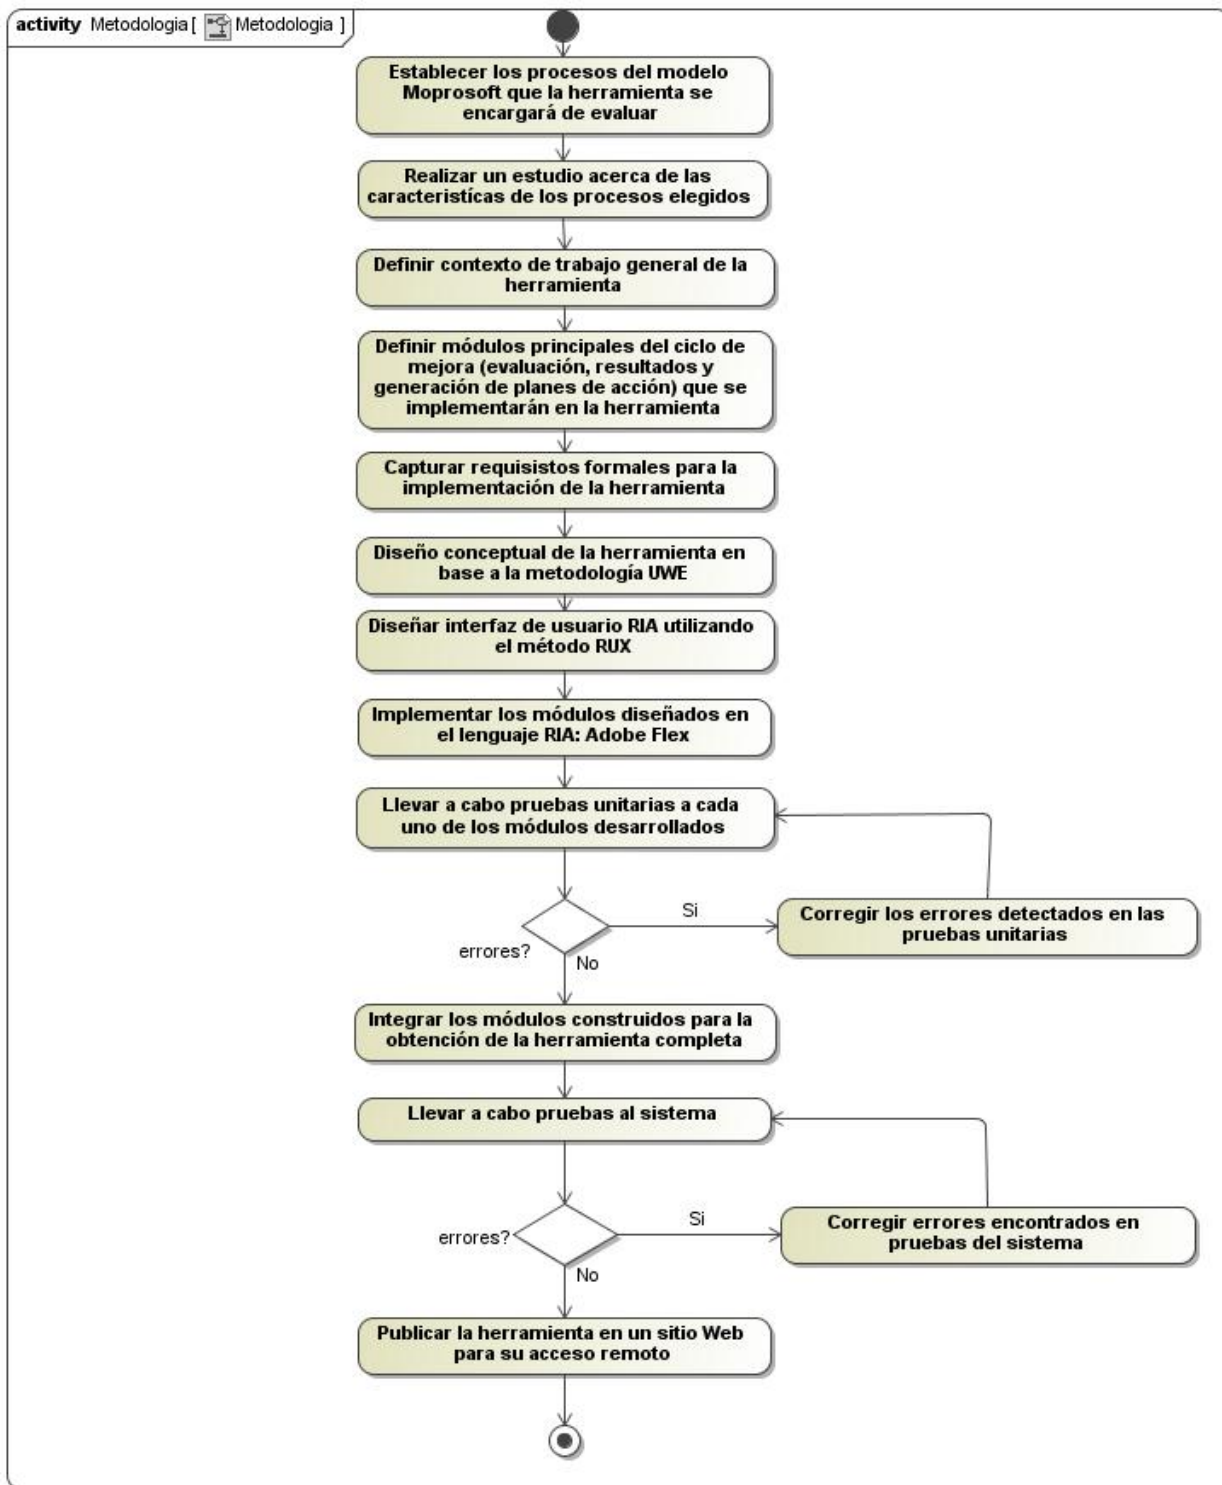 activity Metodologia [ Metodologia ]
Establecer los procesos del modelo
Moprosoft que la herramienta se
encargará de evaluar
Realizar un estudio acerca de las
caracteristícas de los procesos elegidos
Definir contexto de trabajo general de la
herramienta
Definir módulos principales del ciclo de
mejora (evaluación, resultados y
generación de planes de acción) que se
implementarán en la herramienta
Capturar requisistos formales para la
implementación de la herramienta
Diseño conceptual de la herramienta en
base a la metodología UWE
Diseñar interfaz de usuario RIA utilizando
el método RUX
Implementar los módulos diseñados en
el lenguaje RIA: Adobe Flex
Llevar a cabo pruebas unitarias a cada
uno de los módulos desarrollados
Si
Corregir los errores detectados en las
pruebas unitarias
errores?
No
Integrar los módulos construidos para la
obtención de la herramienta completa
Llevar a cabo pruebas al sistema
Si
Corregir errores encontrados en
pruebas del sistema
errores?
No
Publicar la herramienta en un sitio Web
para su acceso remoto